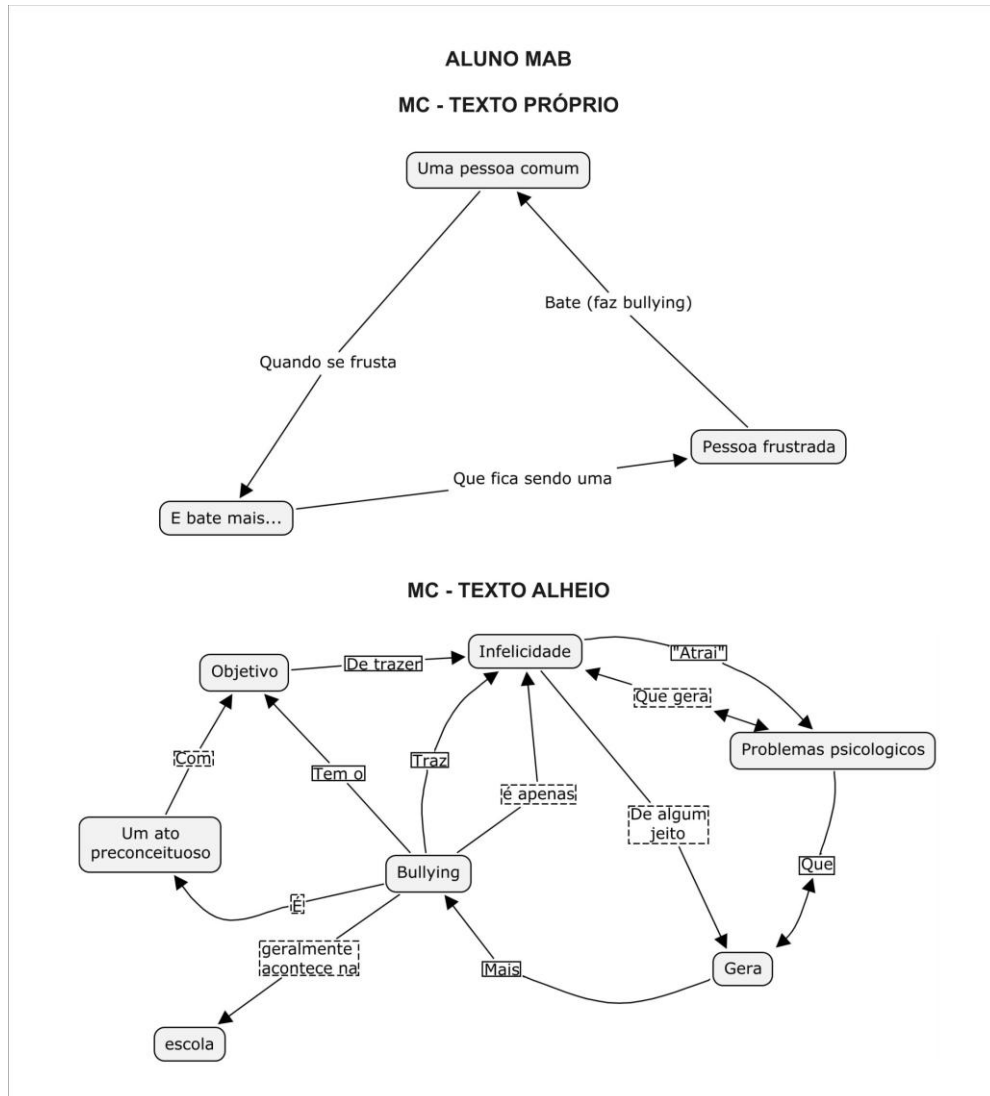 ALUNO MAB
MC - TEXTO PRÓPRIO
Uma pessoa comum
Bate (faz bullying)
Quando se frusta
Pessoa frustrada
Que fica sendo uma
E bate mais...
MC - TEXTO ALHEIO
Infelicidade
"Atrai"
De trazer
Objetivo
Que gera
Problemas psicologicos
Com
Traz
Tem o
é apenas
De algum
jeito
Um ato
preconceituoso
Que
Bullying
É
geralmente
acontece na
Mais
Gera
escola